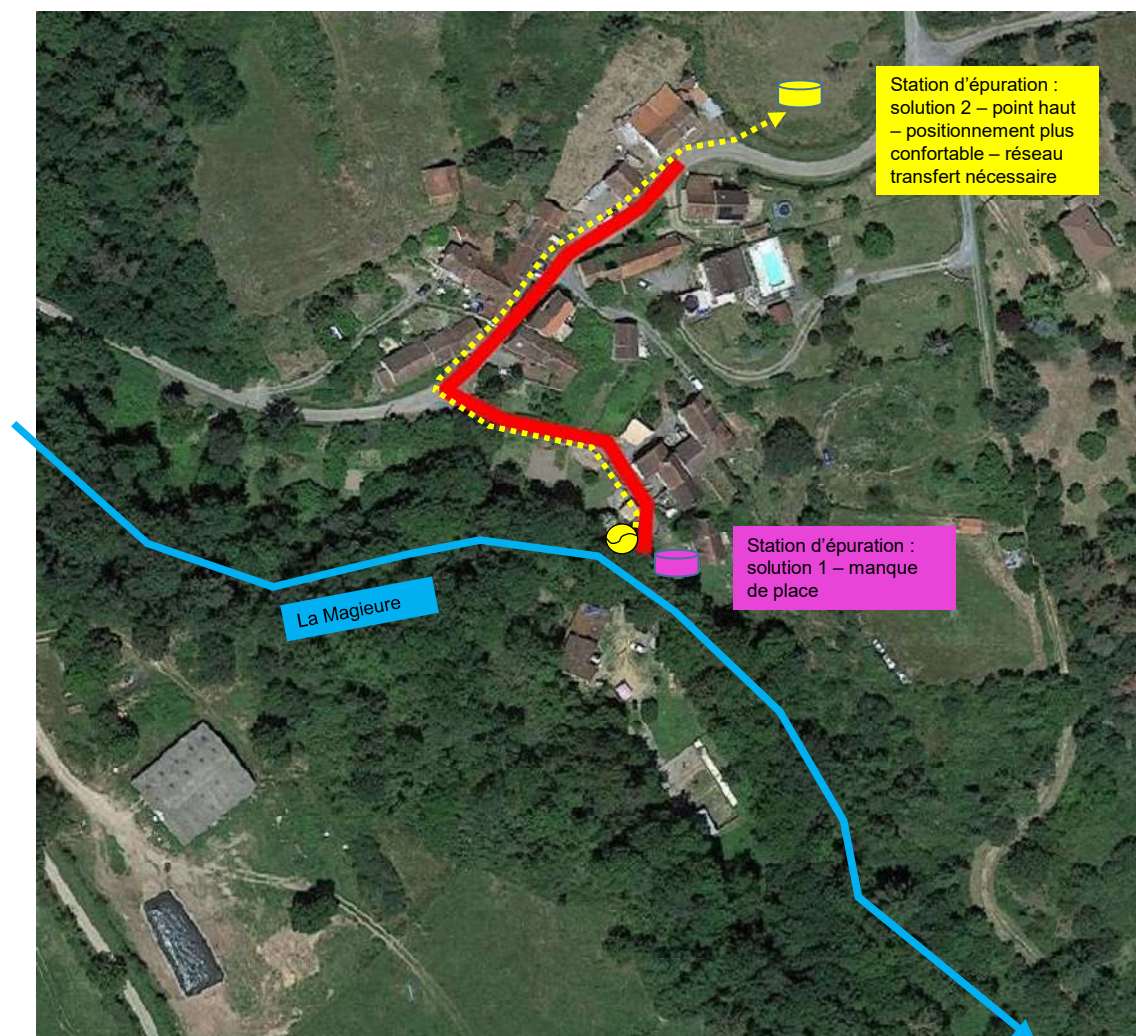 Station d'épuration :
solution 2 – point haut
– positionnement plus
confortable – réseau
transfert nécessaire
Station d'épuration :
solution 1 – manque
de place
La Magieure